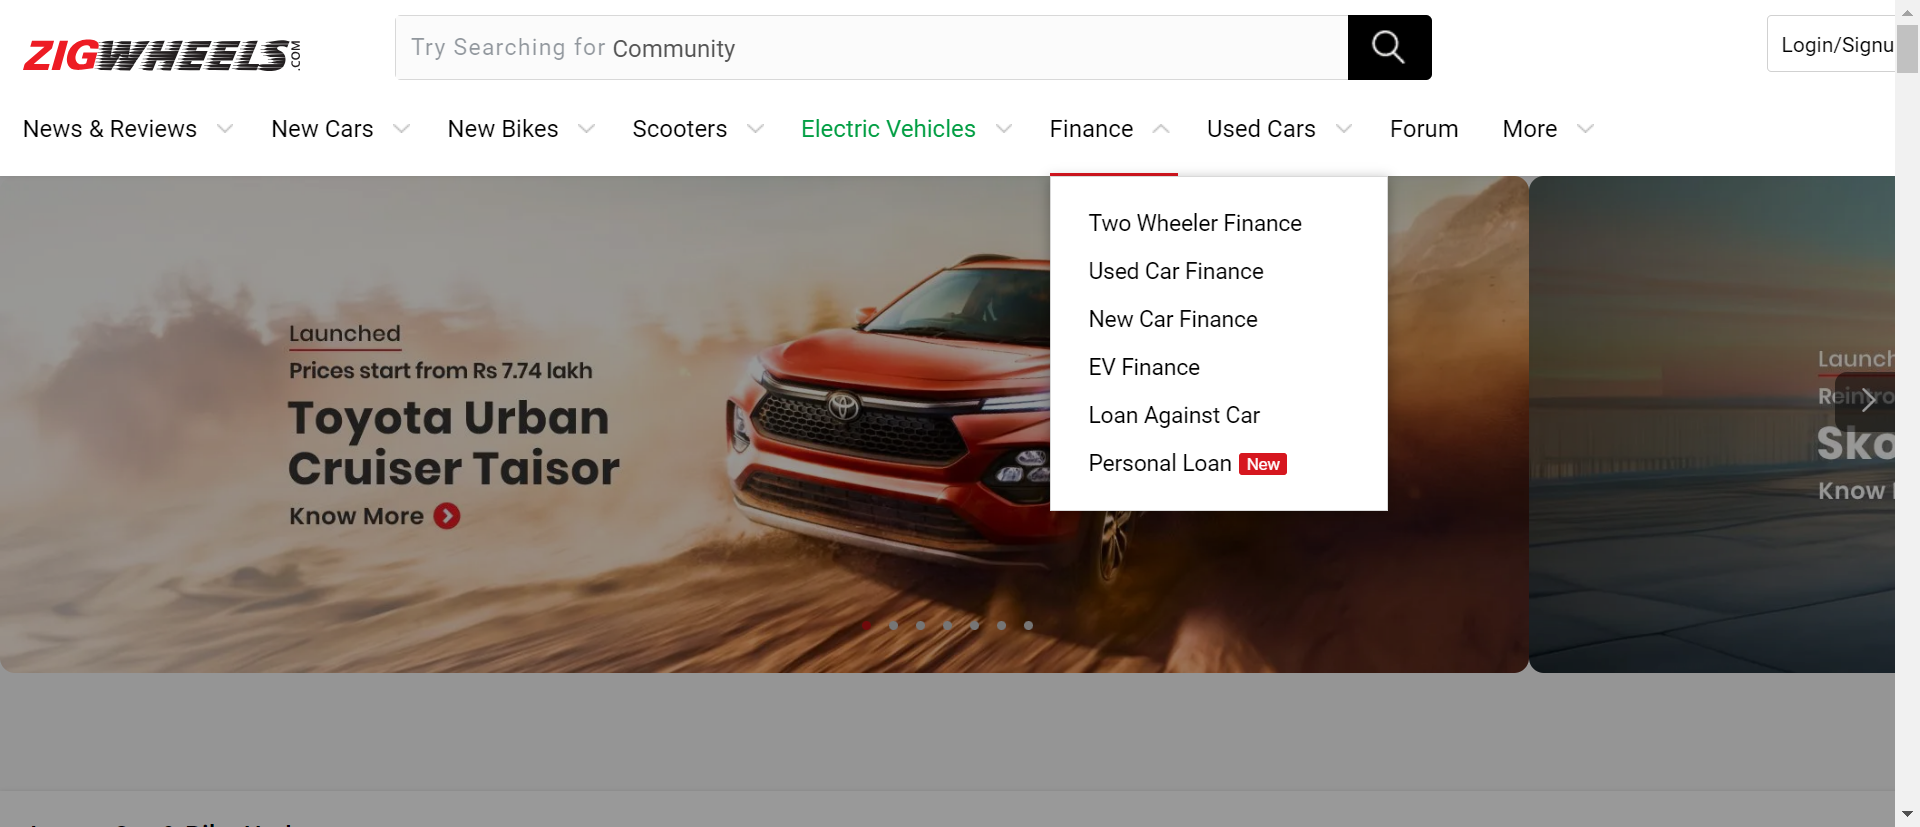 ZIGWHEELS.COM
Try Searching for Community
Login/Signu
News & Reviews New Cars New Bikes Scooters Electric Vehicles Finance Used Cars Forum More
Two Wheeler Finance
Used Car Finance
New Car Finance
EV Finance
Loan Against Car
Personal Loan New
Launched
Prices start from Rs 7.74 lakh
Toyota Urban
Cruiser Taisor
Know More
Launch
Reintro
Sko
Know